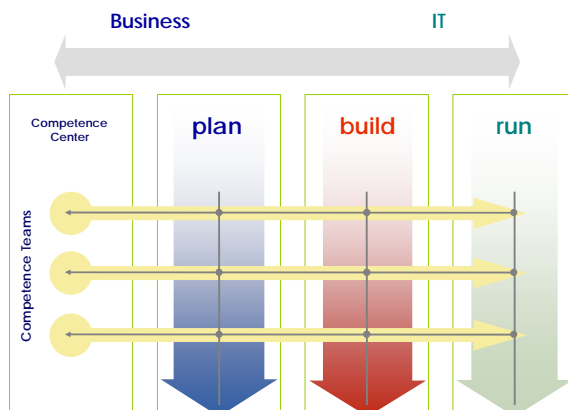 Business IT
Competence
Center
plan
build
run
Competence Teams